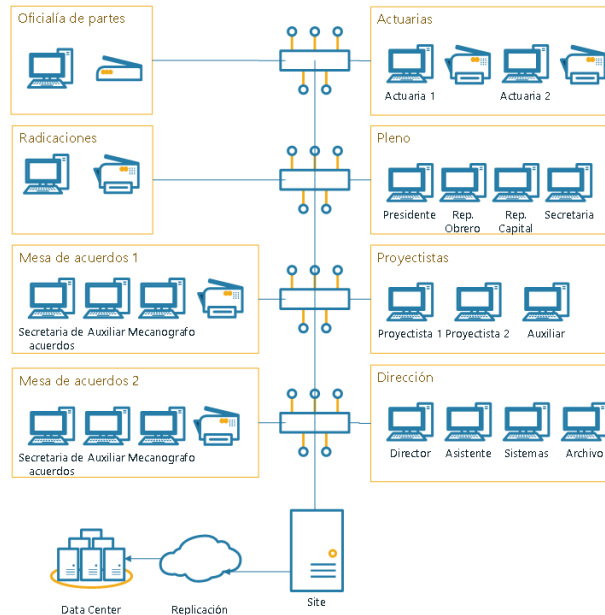 Oficialía de partes
Actuarias
Actuaria 1
Actuaria 2
Radicaciones
Pleno
Presidente
Rep. Obrero
Rep. Capital
Secretaria
Mesa de acuerdos 1
Secretaria de acuerdos
Auxiliar
Mecanografo
Proyectistas
Proyectista 1
Proyectista 2
Auxiliar
Mesa de acuerdos 2
Secretaria de acuerdos
Auxiliar
Mecanografo
Dirección
Director
Asistente
Sistemas
Archivo
Data Center
Replicación
Site